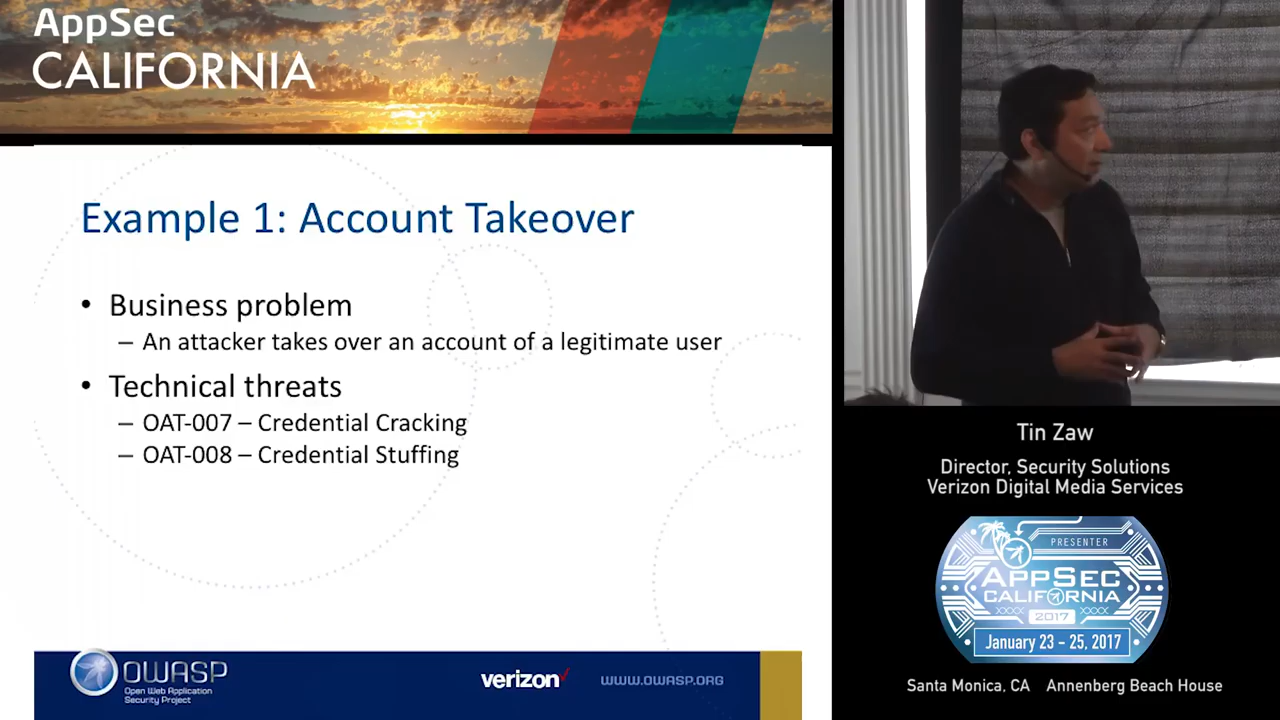 AppSec
CALIFORNIA
Example 1: Account Takeover
• Business problem
– An attacker takes over an account of a legitimate user
• Technical threats
– OAT-007 – Credential Cracking
– OAT-008 – Credential Stuffing
OWASP
Open Web Application
Security Project
verizon
WWW.OWASP.ORG
Tin Zaw
Director, Security Solutions
Verizon Digital Media Services
PRESENTER
APPSEC
CALIFORNIA
2017
January 23 - 25, 2017
Santa Monica, CA Annenberg Beach House